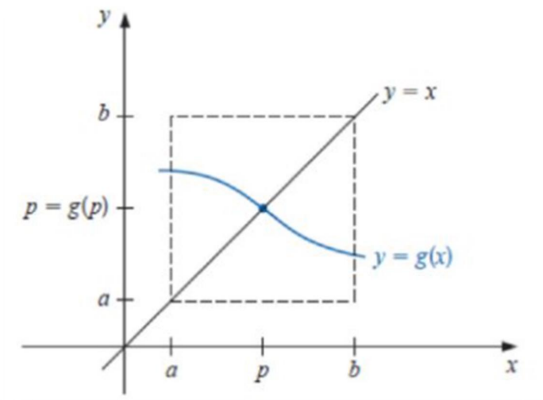 y
y = x
b
p = g(p)
y = g(x)
a
a
p
b
x